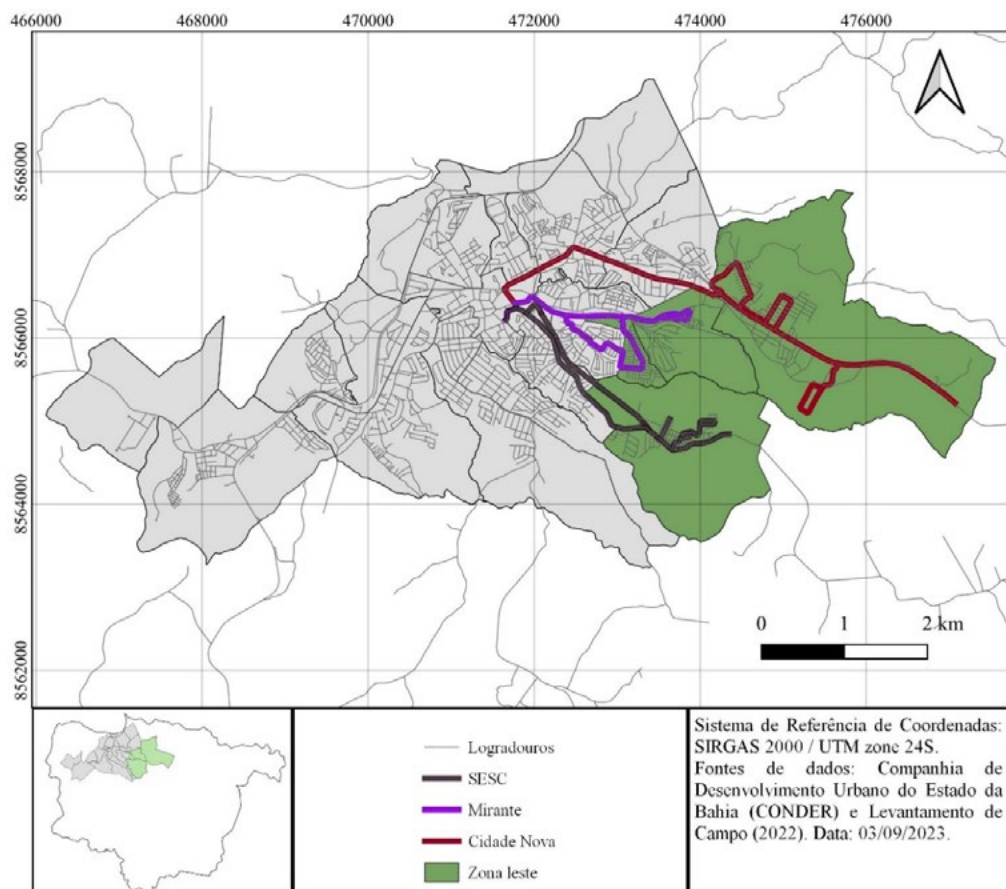 466000 468000 470000 472000 474000 476000
8568000
8566000
8564000
8562000
0 1 2 km
Logradouros
SESC
Mirante
Cidade Nova
Zona leste
Sistema de Referência de Coordenadas:
SIRGAS 2000 / UTM zone 24S.
Fontes de dados: Companhia de
Desenvolvimento Urbano do Estado da
Bahia (CONDER) e Levantamento de
Campo (2022). Data: 03/09/2023.